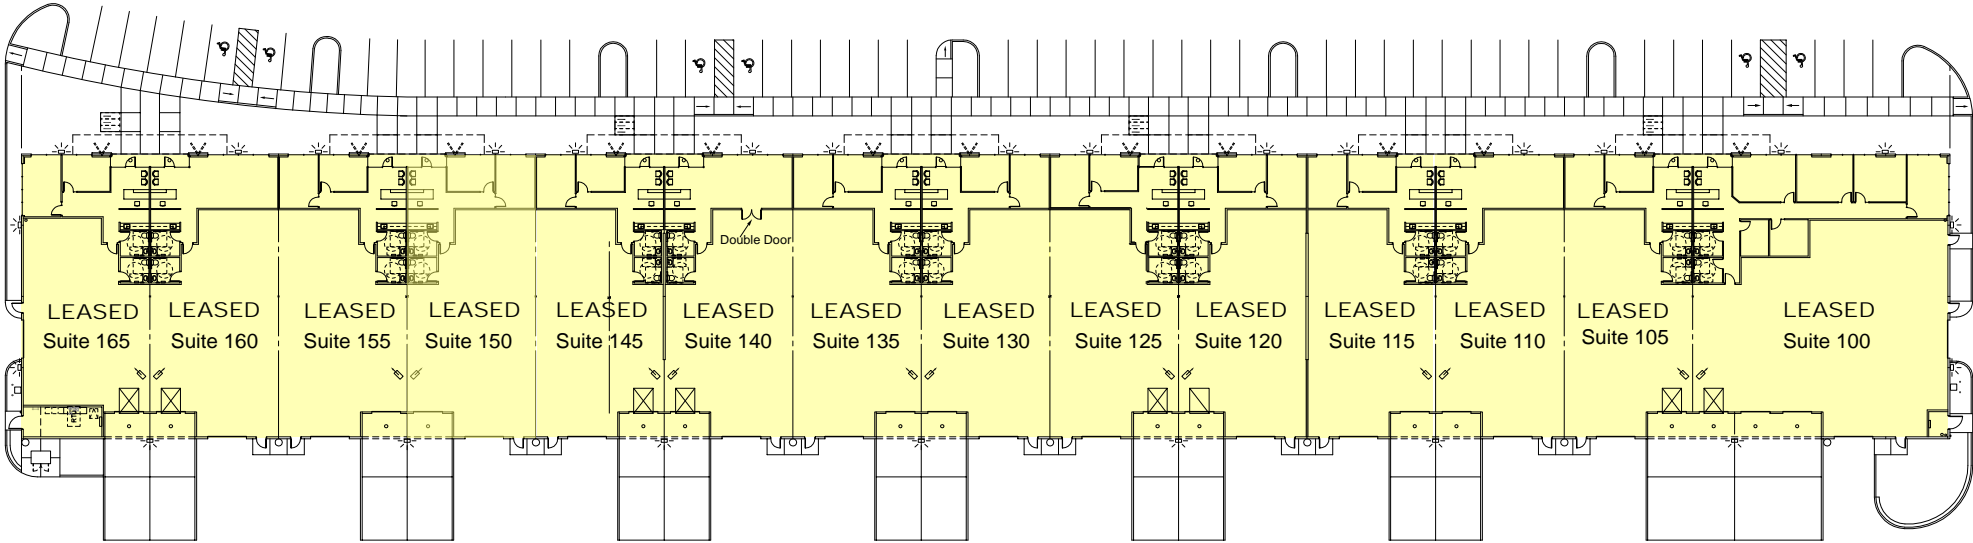 Double Door
LEASED
Suite 165
LEASED
Suite 160
LEASED
Suite 155
LEASED
Suite 150
LEASED
Suite 145
LEASED
Suite 140
LEASED
Suite 135
LEASED
Suite 130
LEASED
Suite 125
LEASED
Suite 120
LEASED
Suite 115
LEASED
Suite 110
LEASED
Suite 105
LEASED
Suite 100